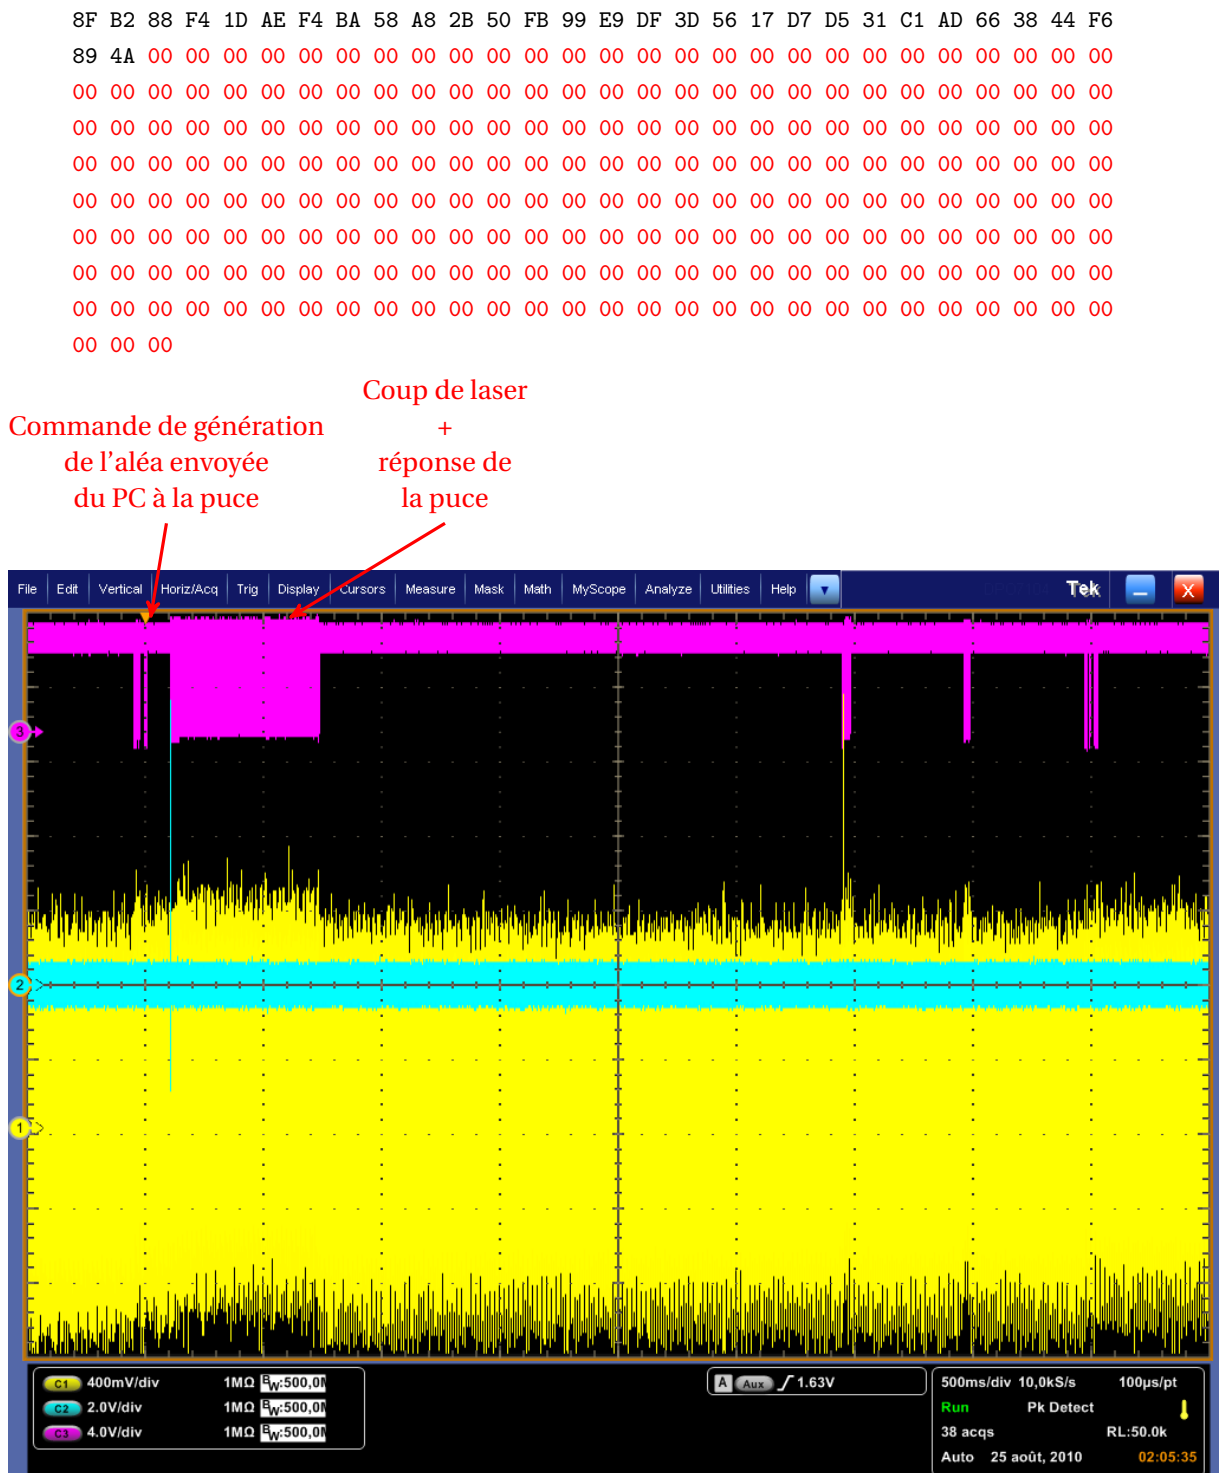 8F B2 88 F4 1D AE F4 BA 58 A8 2B 50 FB 99 E9 DF 3D 56 17 D7 D5 31 C1 AD 66 38 44 F6
89 4A 00 00 00 00 00 00 00 00 00 00 00 00 00 00 00 00 00 00 00 00 00 00 00 00 00 00
00 00 00 00 00 00 00 00 00 00 00 00 00 00 00 00 00 00 00 00 00 00 00 00 00 00 00 00
00 00 00 00 00 00 00 00 00 00 00 00 00 00 00 00 00 00 00 00 00 00 00 00 00 00 00 00
00 00 00 00 00 00 00 00 00 00 00 00 00 00 00 00 00 00 00 00 00 00 00 00 00 00 00 00
00 00 00 00 00 00 00 00 00 00 00 00 00 00 00 00 00 00 00 00 00 00 00 00 00 00 00 00
00 00 00 00 00 00 00 00 00 00 00 00 00 00 00 00 00 00 00 00 00 00 00 00 00 00 00 00
00 00 00 00 00 00 00 00 00 00 00 00 00 00 00 00 00 00 00 00 00 00 00 00 00 00 00 00
00 00 00 00 00 00 00 00 00 00 00 00 00 00 00 00 00 00 00 00 00 00 00 00 00 00 00 00
00 00 00
Commande de génération
de l'aléa envoyée
du PC à la puce
Coup de laser
+
réponse de
la puce
File Edit Vertical Horiz/Acq Trig Display Cursors Measure Mask Math MyScope Analyze Utilities Help Tek X
3
2
1
C1 400mV/div 1MΩ BW:500,0M
C2 2.0V/div 1MΩ BW:500,0M
C3 4.0V/div 1MΩ BW:500,0M
A Aux 1.63V
500ms/div 10,0kS/s 100µs/pt
Run Pk Detect
38 acqs RL:50.0k
Auto 25 août, 2010 02:05:35